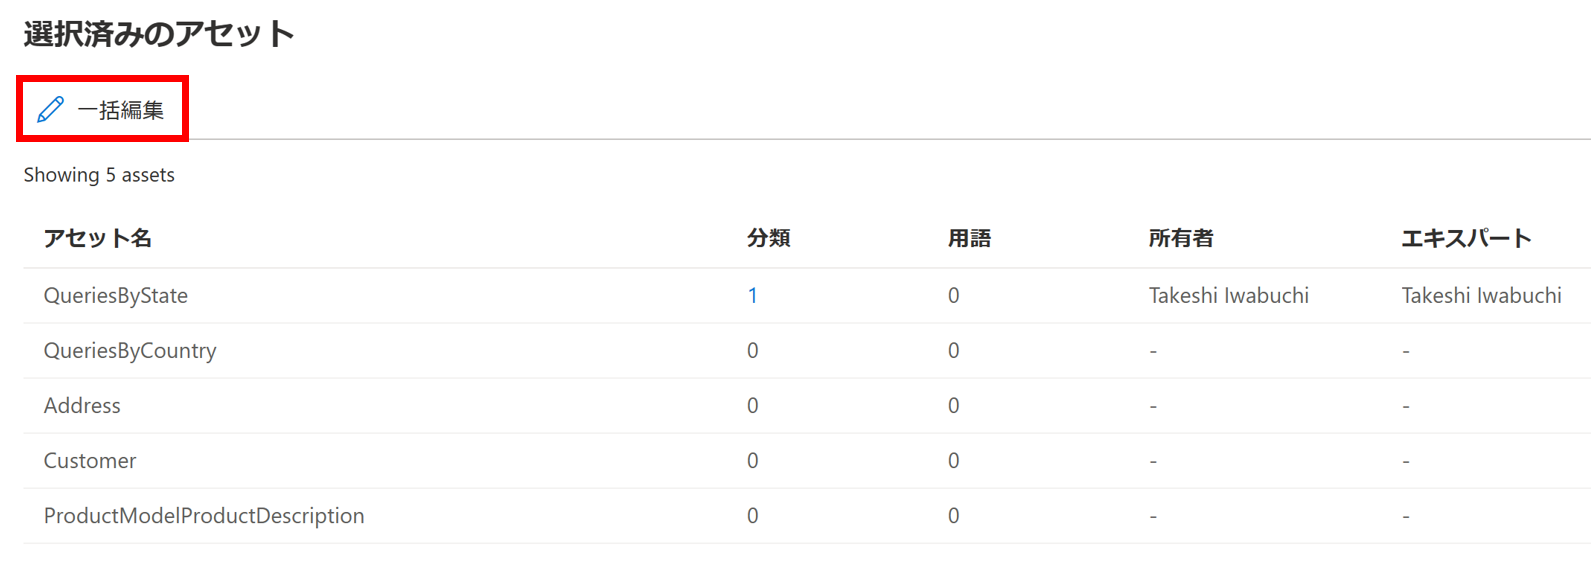 選択済みのアセット
一括編集
Showing 5 assets
アセット名 分類 用語 所有者 エキスパート
QueriesByState 1 0 Takeshi Iwabuchi Takeshi Iwabuchi
QueriesByCountry 0 0 - -
Address 0 0 - -
Customer 0 0 - -
ProductModelProductDescription 0 0 - -